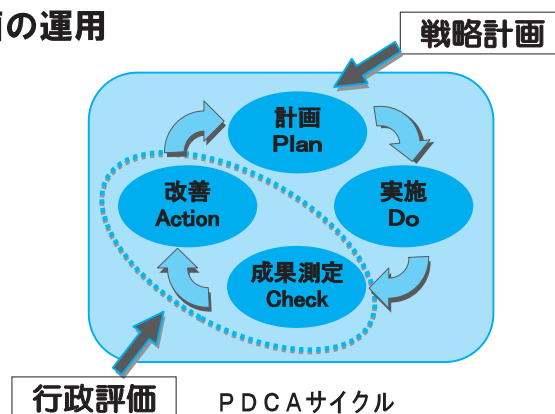 の運用
戦略計画
計画
Plan
改善
Action
実施
Do
成果測定
Check
行政評価
PDCAサイクル